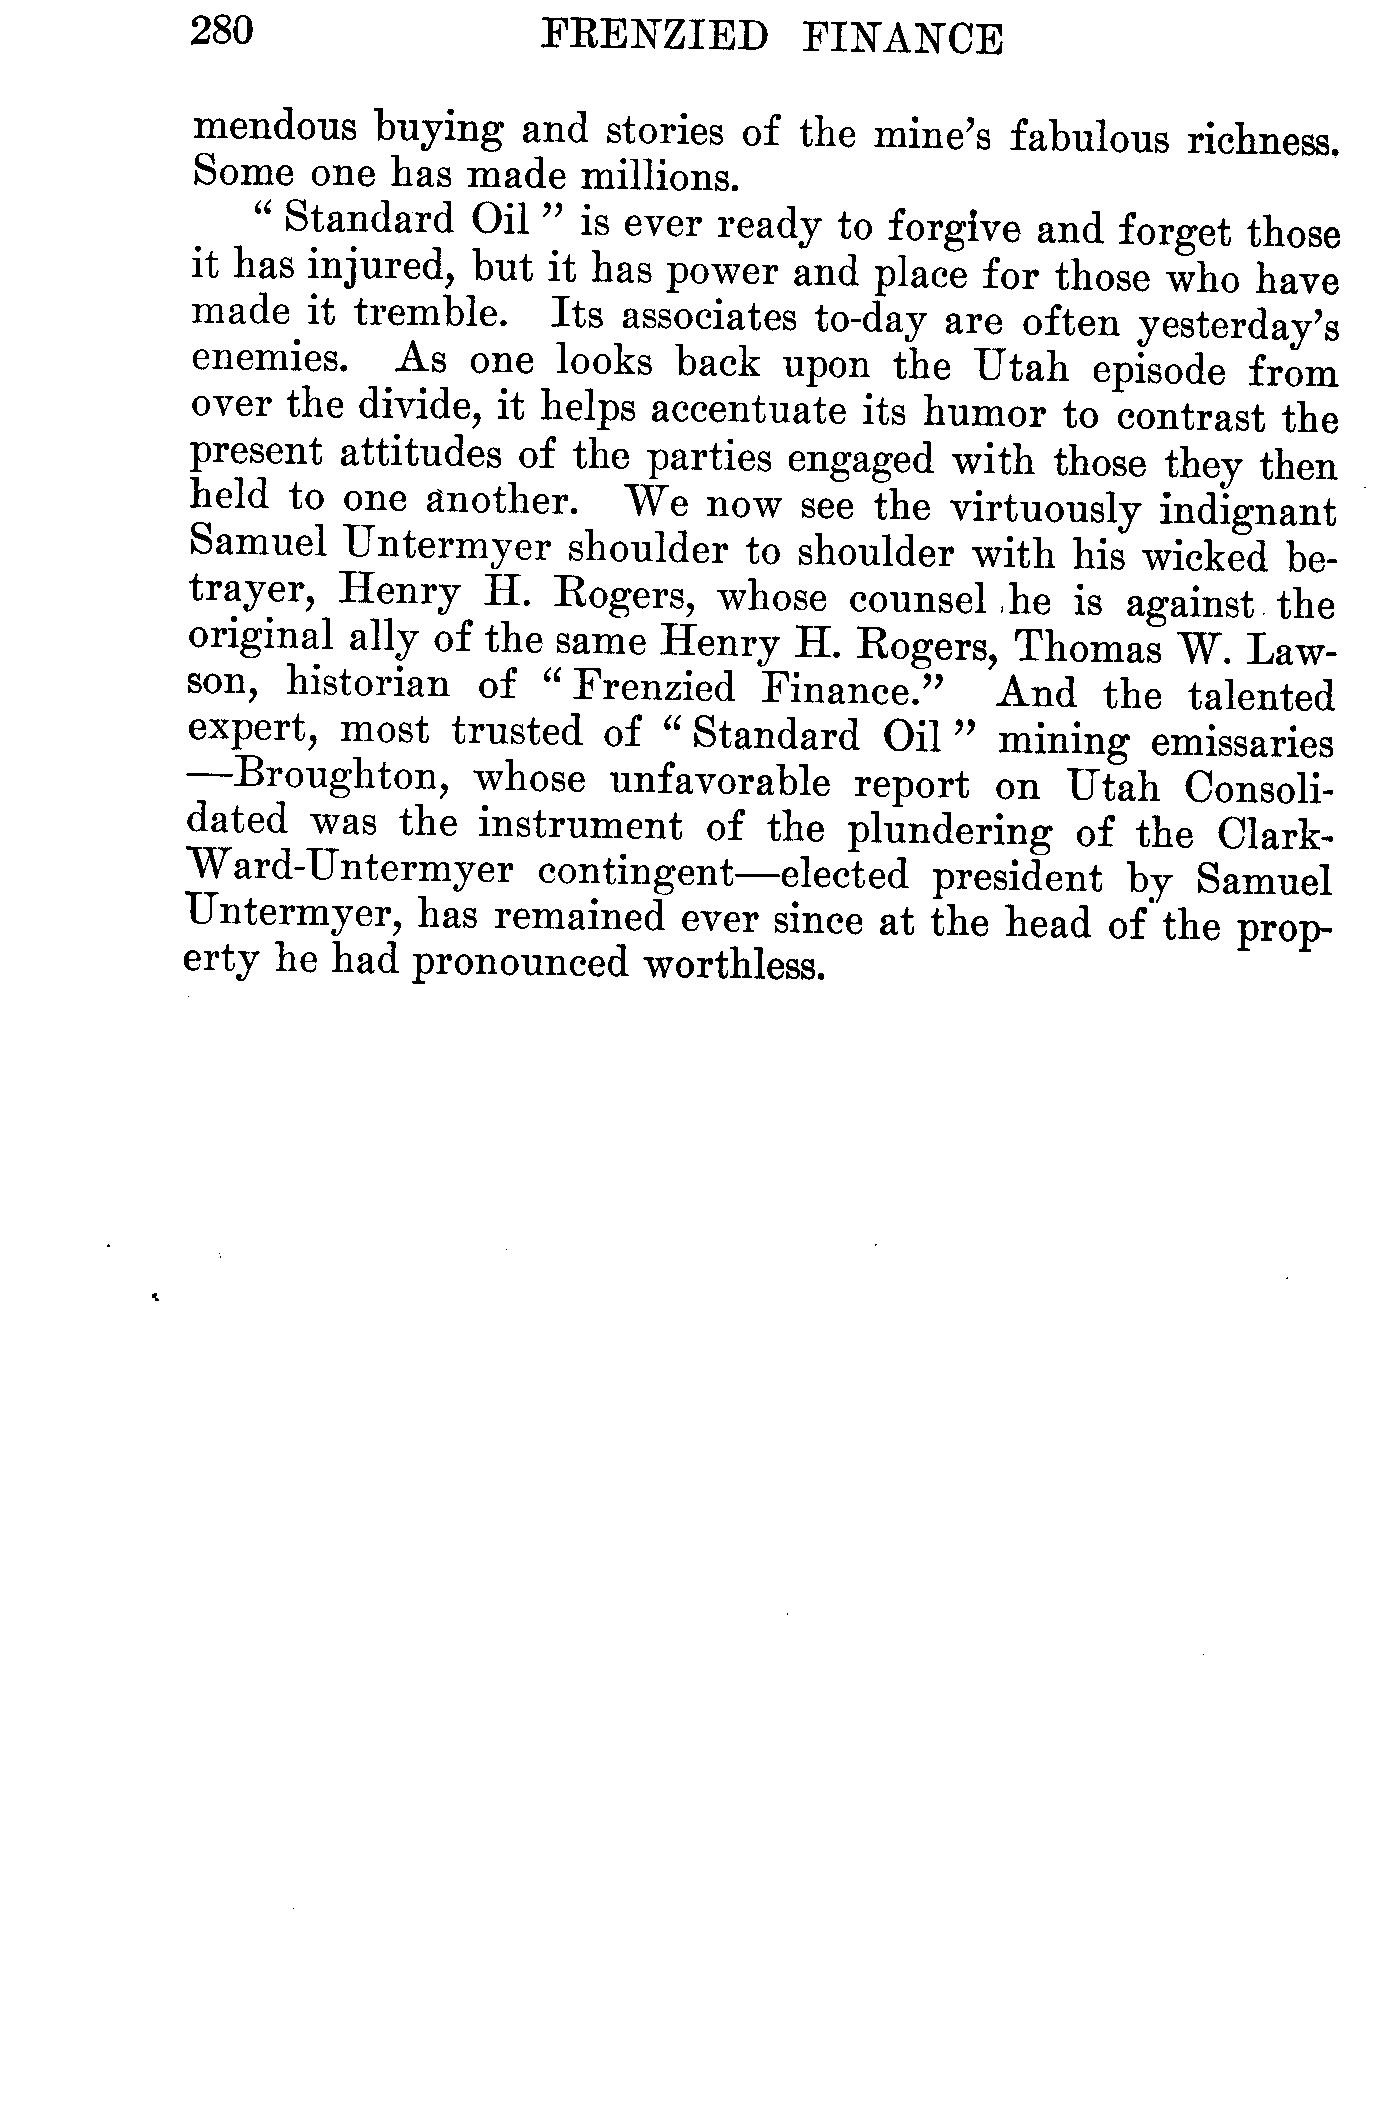 280 FRENZIED FINANCE
mendous buying and stories of the mine's fabulous richness.
Some one has made millions.
" Standard Oil " is ever ready to forgive and forget those
it has injured, but it has power and place for those who have
made it tremble. Its associates to-day are often yesterday's
enemies. As one looks back upon the Utah episode from
over the divide, it helps accentuate its humor to contrast the
present attitudes of the parties engaged with those they then
held to one another. We now see the virtuously indignant
Samuel Untermyer shoulder to shoulder with his wicked be-
trayer, Henry H. Rogers, whose counsel he is against the
original ally of the same Henry H. Rogers, Thomas W. Law-
son, historian of " Frenzied Finance." And the talented
expert, most trusted of " Standard Oil " mining emissaries
—Broughton, whose unfavorable report on Utah Consoli-
dated was the instrument of the plundering of the Clark-
Ward-Untermyer contingent—elected president by Samuel
Untermyer, has remained ever since at the head of the prop-
erty he had pronounced worthless.